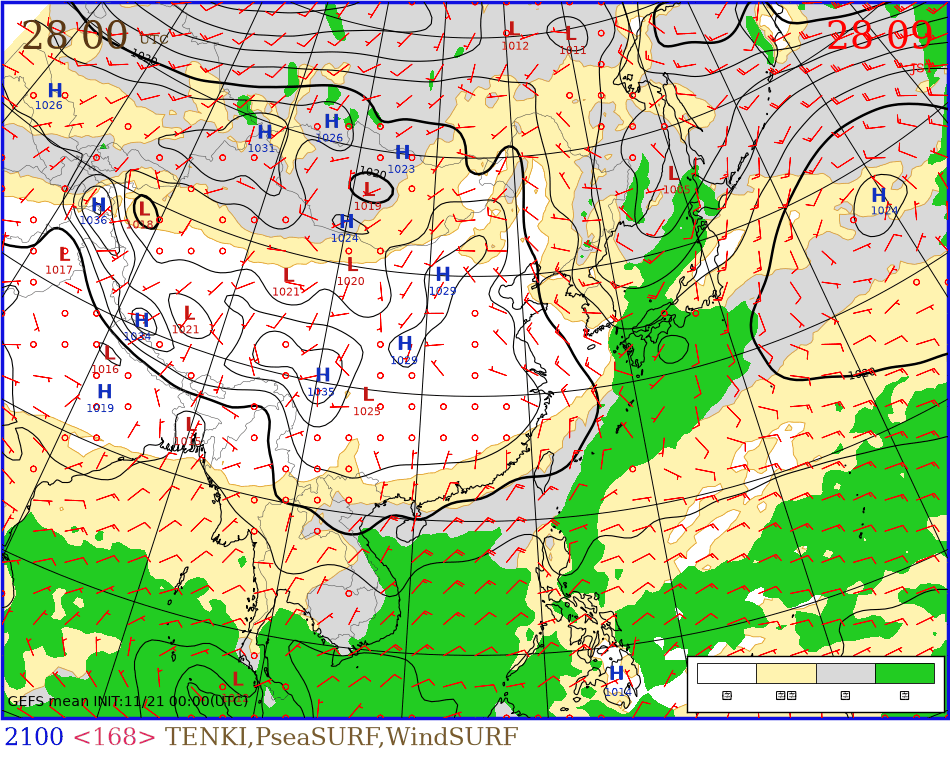 28 00 UTC
28 09 JST
L 1012
L 1011
H 1026
1020
H 1031
H 1026
H 1023
1020
L 1019
L 1005
H 1024
H 1036
L 1018
H 1024
L 1017
L 1021
L 1020
H 1029
H 1034
L 1021
H 1029
L 1016
H 1035
1020
H 1019
L 1025
L
H 1014
L
GEFS mean INIT:11/21 00:00(UTC)
2100 <168> TENKI,PseaSURF,WindSURF